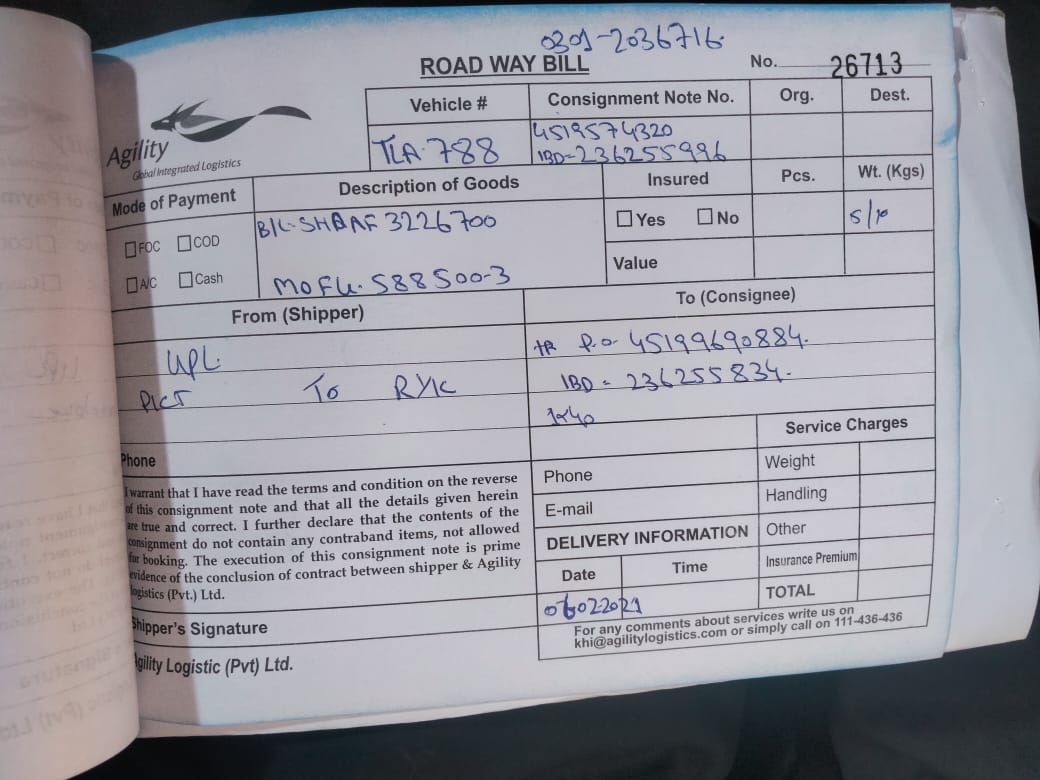 0301-2036716.
ROAD WAY BILL
No. 26713
Agility
Global Integrated Logistics
Vehicle #
Consignment Note No.
Org.
Dest.
TLA-788
4519574320
IBD=236255996
Mode of Payment
Description of Goods
Insured
Pcs.
Wt. (Kgs)
FOC COD
A/C Cash
B/L-SHAAF 3226700
MOFU-588500-3
Yes No
Value
From (Shipper)
To (Consignee)
UPL
PICT To RYK
P.O- 45199690884.
IBD = 236255834-
1x40
Phone
Phone
E-mail
Service Charges
Weight
Handling
Other
Insurance Premium
TOTAL
I warrant that I have read the terms and condition on the reverse
of this consignment note and that all the details given herein
are true and correct. I further declare that the contents of the
consignment do not contain any contraband items, not allowed
for booking. The execution of this consignment note is prime
evidence of the conclusion of contract between shipper & Agility
logistics (Pvt.) Ltd.
DELIVERY INFORMATION
Date
Time
Shipper's Signature
Agility Logistic (Pvt) Ltd.
For any comments about services write us on
khi@agilitylogistics.com or simply call on 111-436-436